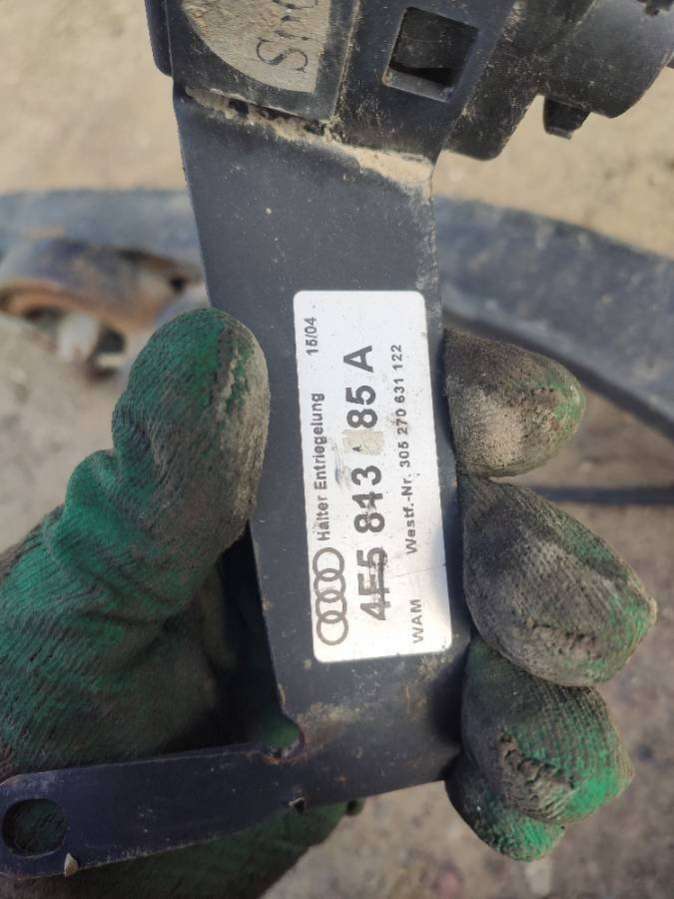 Halter Entriegelung 15/04
4F5 843 85 A
WAM Westf.-Nr. 305 270 631 122